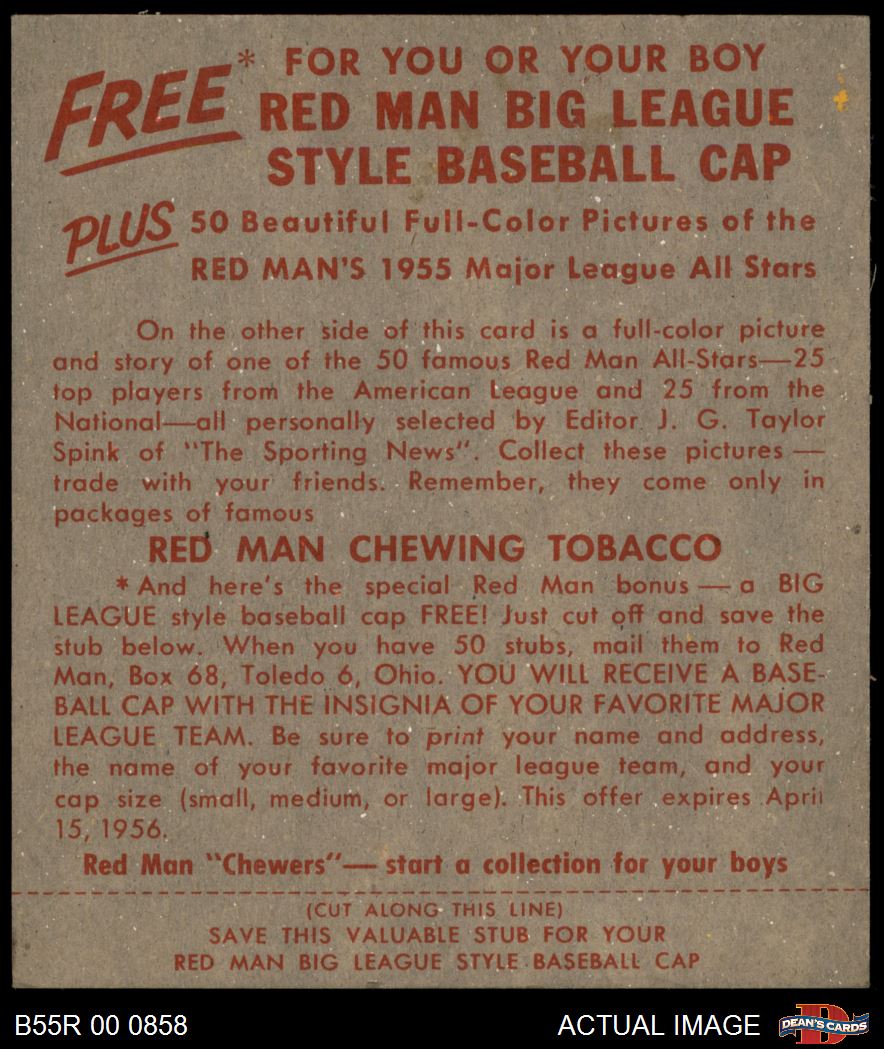 FREE* FOR YOU OR YOUR BOY
RED MAN BIG LEAGUE
STYLE BASEBALL CAP
PLUS 50 Beautiful Full-Color Pictures of the
RED MAN'S 1955 Major League All Stars
On the other side of this card is a full-color picture
and story of one of the 50 famous Red Man All-Stars—25
top players from the American League and 25 from the
National—all personally selected by Editor J. G. Taylor
Spink of "The Sporting News". Collect these pictures —
trade with your friends. Remember, they come only in
packages of famous
RED MAN CHEWING TOBACCO
* And here's the special Red Man bonus — a BIG
LEAGUE style baseball cap FREE! Just cut off and save the
stub below. When you have 50 stubs, mail them to Red
Man, Box 68, Toledo 6, Ohio. YOU WILL RECEIVE A BASE-
BALL CAP WITH THE INSIGNIA OF YOUR FAVORITE MAJOR
LEAGUE TEAM. Be sure to print your name and address,
the name of your favorite major league team, and your
cap size (small, medium, or large). This offer expires April
15, 1956.
Red Man "Chewers"— start a collection for your boys
(CUT ALONG THIS LINE)
SAVE THIS VALUABLE STUB FOR YOUR
RED MAN BIG LEAGUE STYLE BASEBALL CAP
B55R 00 0858 ACTUAL IMAGE D DEAN'S CARDS